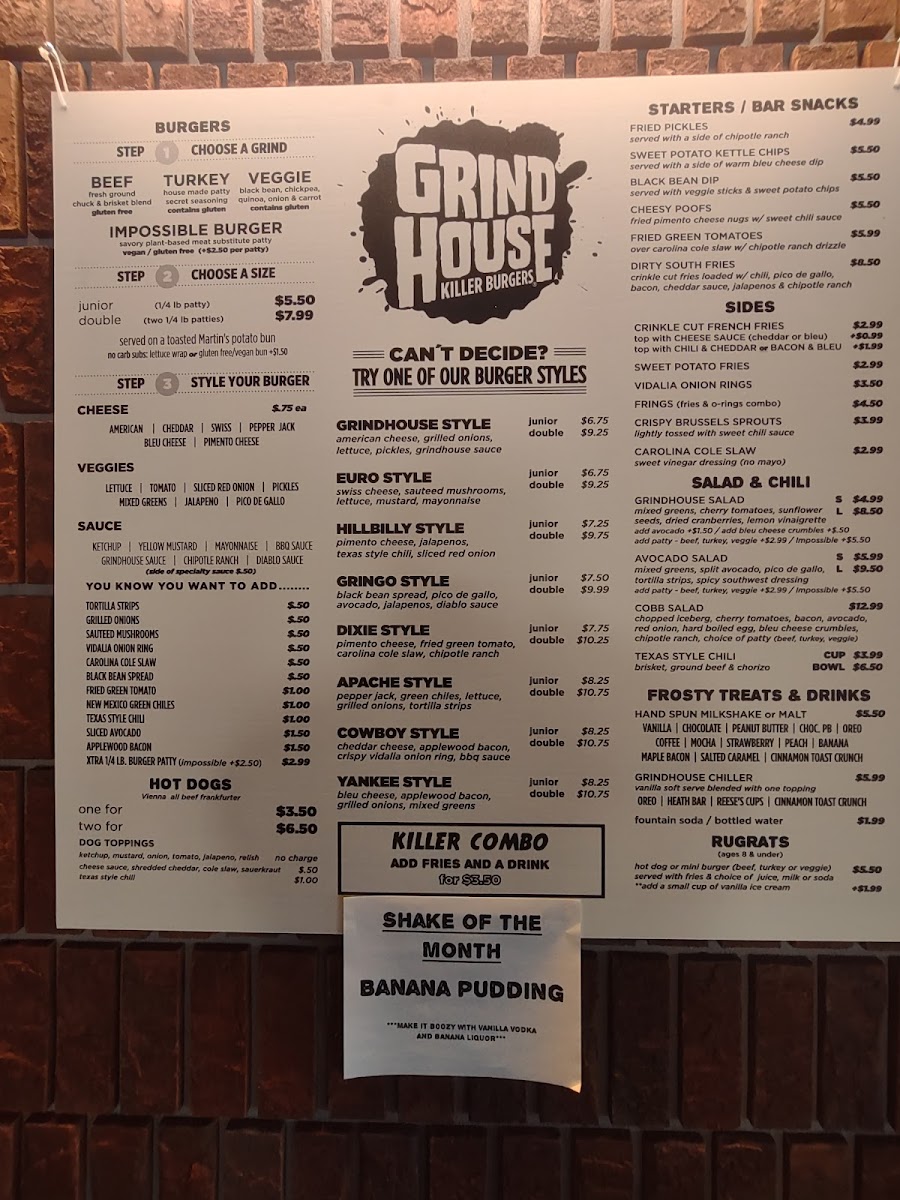 BURGERS
STEP 1 CHOOSE A GRIND
BEEF
fresh ground
chuck & brisket blend
gluten free
TURKEY
house made patty
secret seasoning
contains gluten
VEGGIE
black bean, chickpea,
quinoa, onion & carrot
contains gluten
IMPOSSIBLE BURGER
savory plant-based meat substitute patty
vegan / gluten free (+$2.50 per patty)
STEP 2 CHOOSE A SIZE
junior (1/4 lb patty) $5.50
double (two 1/4 lb patties) $7.99
served on a toasted Martin's potato bun
no carb subs: lettuce wrap or gluten free/vegan bun +$1.50
STEP 3 STYLE YOUR BURGER
CHEESE $.75 ea
AMERICAN | CHEDDAR | SWISS | PEPPER JACK
BLEU CHEESE | PIMENTO CHEESE
VEGGIES
LETTUCE | TOMATO | SLICED RED ONION | PICKLES
MIXED GREENS | JALAPENO | PICO DE GALLO
SAUCE
KETCHUP | YELLOW MUSTARD | MAYONNAISE | BBQ SAUCE
GRINDHOUSE SAUCE | CHIPOTLE RANCH | DIABLO SAUCE
(side of specialty sauce $.50)
YOU KNOW YOU WANT TO ADD........
TORTILLA STRIPS $.50
GRILLED ONIONS $.50
SAUTEED MUSHROOMS $.50
VIDALIA ONION RING $.50
CAROLINA COLE SLAW $.50
BLACK BEAN SPREAD $.50
FRIED GREEN TOMATO $1.00
NEW MEXICO GREEN CHILES $1.00
TEXAS STYLE CHILI $1.00
SLICED AVOCADO $1.50
APPLEWOOD BACON $1.50
XTRA 1/4 LB. BURGER PATTY (impossible +$2.50) $2.99
HOT DOGS
Vienna all beef frankfurter
one for $3.50
two for $6.50
DOG TOPPINGS
ketchup, mustard, onion, tomato, jalapeno, relish no charge
cheese sauce, shredded cheddar, cole slaw, sauerkraut $.50
texas style chili $1.00
GRIND
HOUSE
KILLER BURGERS®
CAN'T DECIDE?
TRY ONE OF OUR BURGER STYLES
GRINDHOUSE STYLE junior $6.75
american cheese, grilled onions, double $9.25
lettuce, pickles, grindhouse sauce
EURO STYLE junior $6.75
swiss cheese, sauteed mushrooms, double $9.25
lettuce, mustard, mayonnaise
HILLBILLY STYLE junior $7.25
pimento cheese, jalapenos, double $9.75
texas style chili, sliced red onion
GRINGO STYLE junior $7.50
black bean spread, pico de gallo, double $9.99
avocado, jalapenos, diablo sauce
DIXIE STYLE junior $7.75
pimento cheese, fried green tomato, double $10.25
carolina cole slaw, chipotle ranch
APACHE STYLE junior $8.25
pepper jack, green chiles, lettuce, double $10.75
grilled onions, tortilla strips
COWBOY STYLE junior $8.25
cheddar cheese, applewood bacon, double $10.75
crispy vidalia onion ring, bbq sauce
YANKEE STYLE junior $8.25
bleu cheese, applewood bacon, double $10.75
grilled onions, mixed greens
KILLER COMBO
ADD FRIES AND A DRINK
for $3.50
SHAKE OF THE
MONTH
BANANA PUDDING
***MAKE IT BOOZY WITH VANILLA VODKA
AND BANANA LIQUOR***
STARTERS / BAR SNACKS
FRIED PICKLES $4.99
served with a side of chipotle ranch
SWEET POTATO KETTLE CHIPS $5.50
served with a side of warm bleu cheese dip
BLACK BEAN DIP $5.50
served with veggie sticks & sweet potato chips
CHEESY POOFS $5.50
fried pimento cheese nugs w/ sweet chili sauce
FRIED GREEN TOMATOES $5.99
over carolina cole slaw w/ chipotle ranch drizzle
DIRTY SOUTH FRIES $8.50
crinkle cut fries loaded w/ chili, pico de gallo,
bacon, cheddar sauce, jalapenos & chipotle ranch
SIDES
CRINKLE CUT FRENCH FRIES $2.99
top with CHEESE SAUCE (cheddar or bleu) +$0.99
top with CHILI & CHEDDAR or BACON & BLEU +$1.99
SWEET POTATO FRIES $2.99
VIDALIA ONION RINGS $3.50
FRINGS (fries & o-rings combo) $4.50
CRISPY BRUSSELS SPROUTS $3.99
lightly tossed with sweet chili sauce
CAROLINA COLE SLAW $2.99
sweet vinegar dressing (no mayo)
SALAD & CHILI
GRINDHOUSE SALAD S $4.99
mixed greens, cherry tomatoes, sunflower L $8.50
seeds, dried cranberries, lemon vinaigrette
add avocado +$1.50 / add bleu cheese crumbles +$.50
add patty - beef, turkey, veggie +$2.99 / Impossible +$5.50
AVOCADO SALAD S $5.99
mixed greens, split avocado, pico de gallo, L $9.50
tortilla strips, spicy southwest dressing
add patty - beef, turkey, veggie +$2.99 / Impossible +$5.50
COBB SALAD $12.99
chopped iceberg, cherry tomatoes, bacon, avocado,
red onion, hard boiled egg, bleu cheese crumbles,
chipotle ranch, choice of patty (beef, turkey, veggie)
TEXAS STYLE CHILI CUP $3.99
brisket, ground beef & chorizo BOWL $6.50
FROSTY TREATS & DRINKS
HAND SPUN MILKSHAKE or MALT $5.50
VANILLA | CHOCOLATE | PEANUT BUTTER | CHOC. PB | OREO
COFFEE | MOCHA | STRAWBERRY | PEACH | BANANA
MAPLE BACON | SALTED CARAMEL | CINNAMON TOAST CRUNCH
GRINDHOUSE CHILLER $5.99
vanilla soft serve blended with one topping
OREO | HEATH BAR | REESE'S CUPS | CINNAMON TOAST CRUNCH
fountain soda / bottled water $1.99
RUGRATS
(ages 8 & under)
hot dog or mini burger (beef, turkey or veggie) $5.50
served with fries & choice of juice, milk or soda
**add a small cup of vanilla ice cream +$1.99